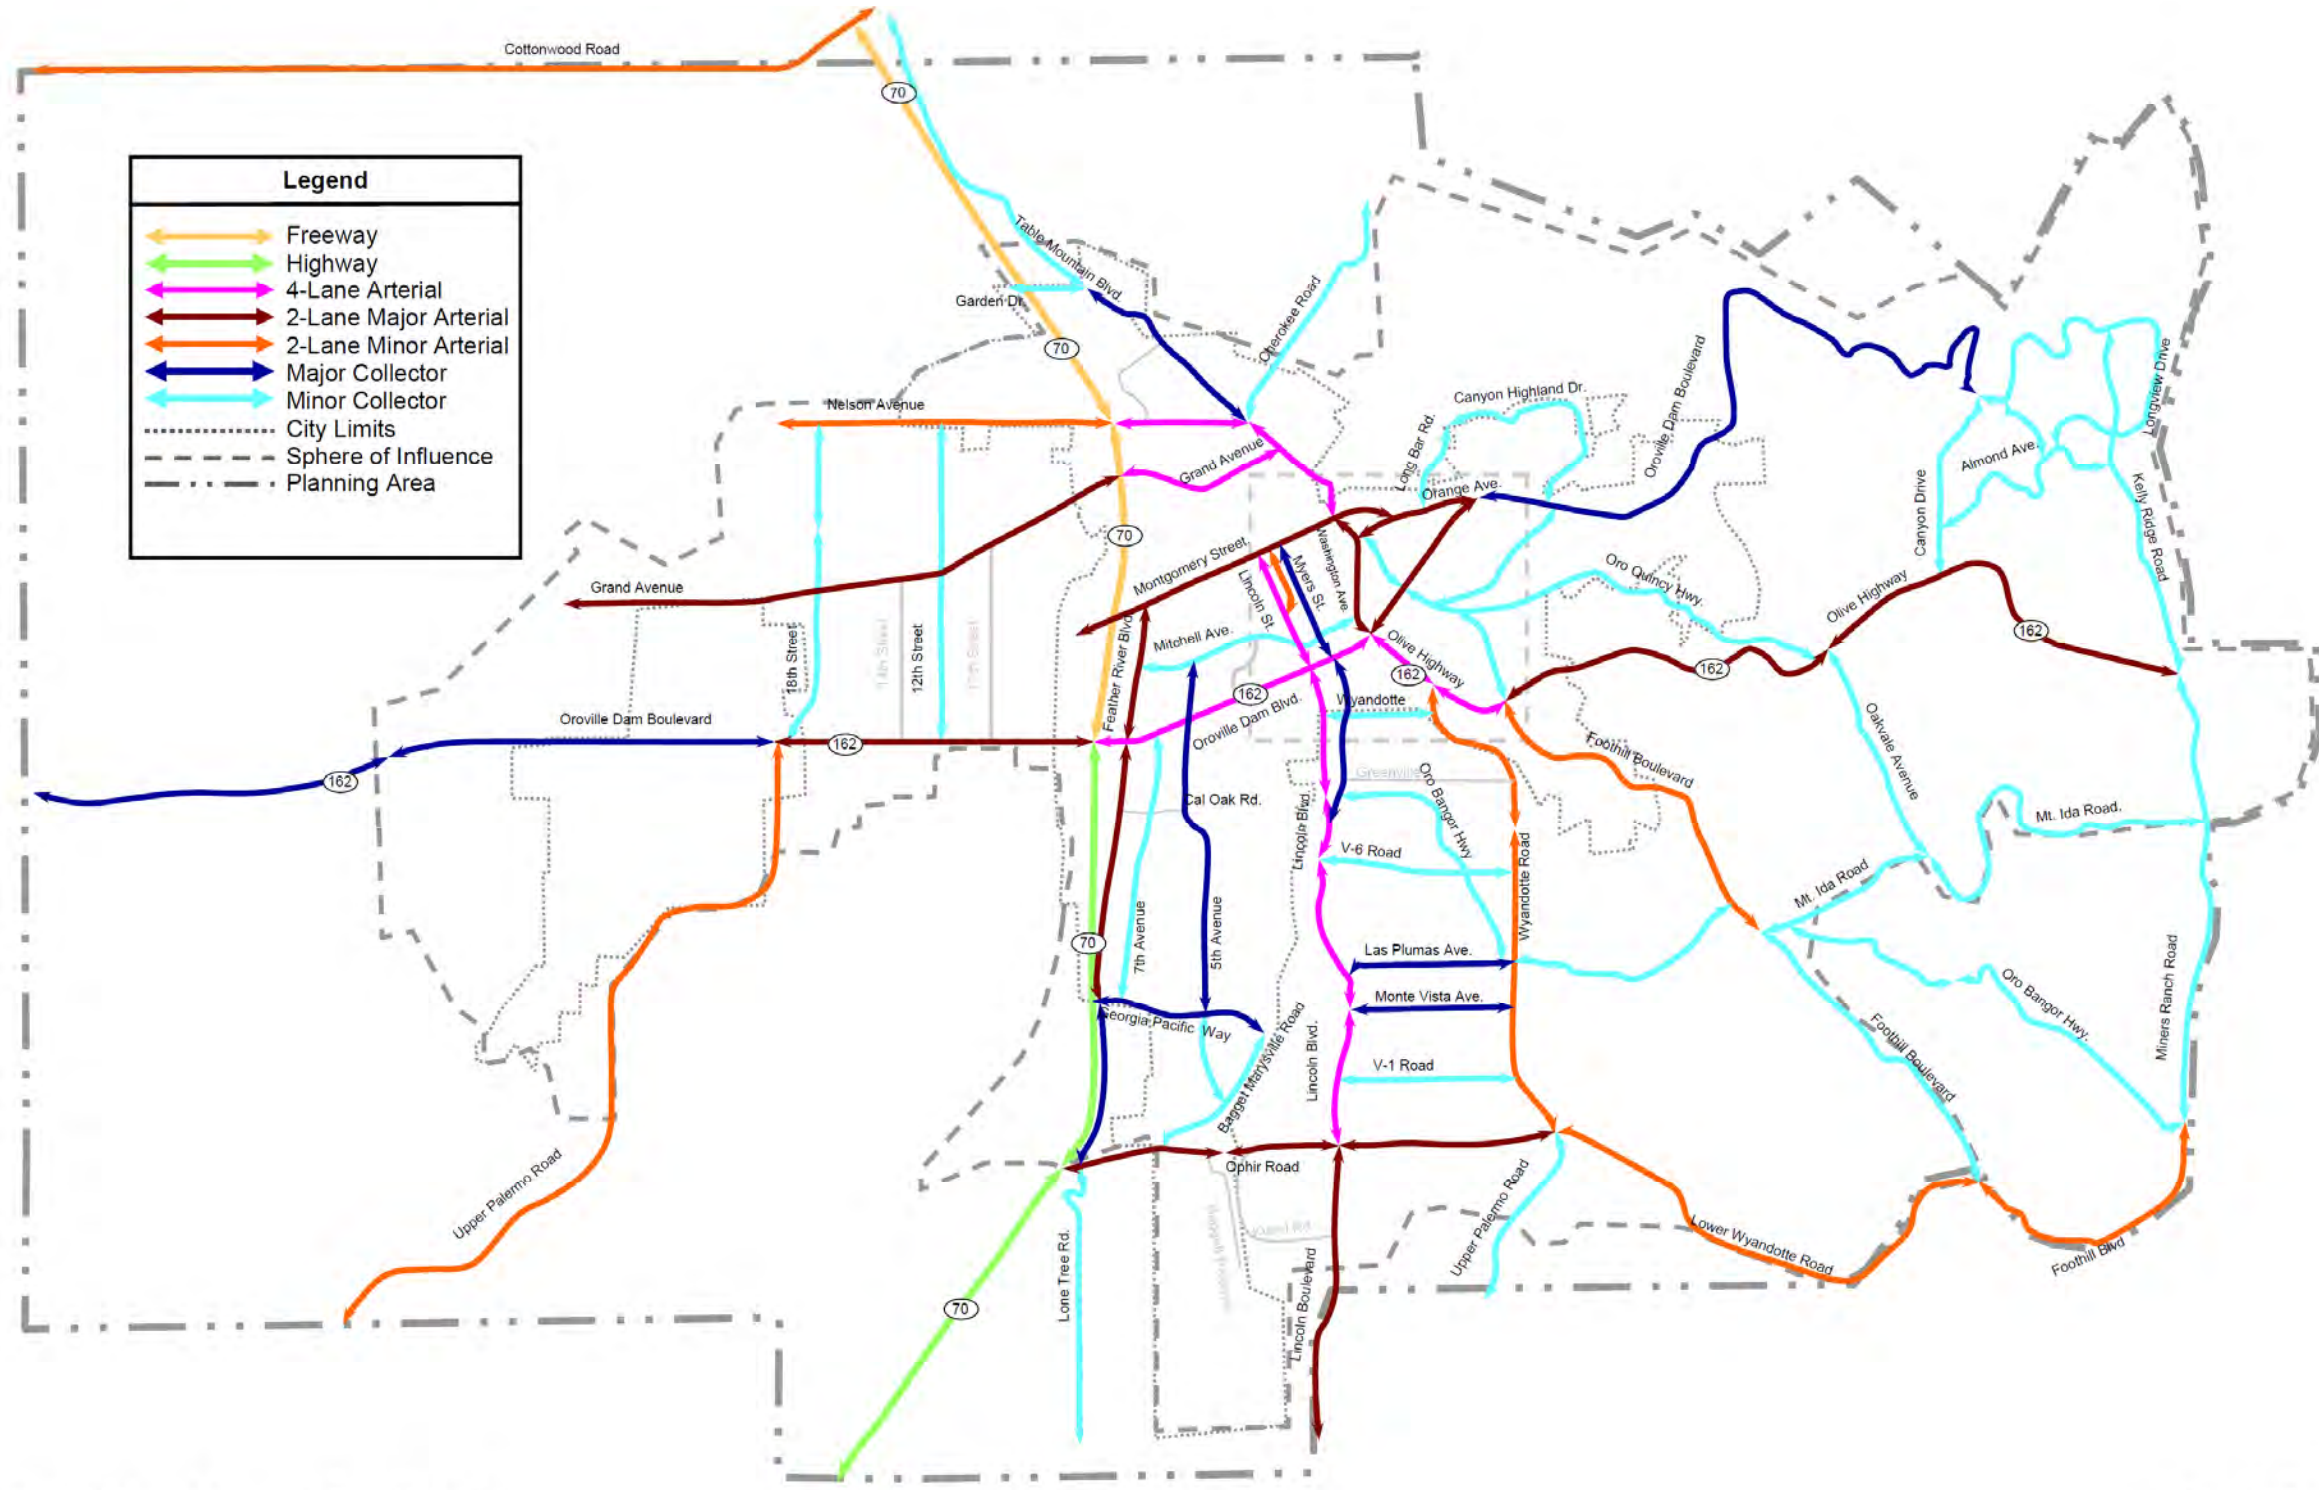 Cottonwood Road
70
Legend
Freeway
Highway
4-Lane Arterial
2-Lane Major Arterial
2-Lane Minor Arterial
Major Collector
Minor Collector
City Limits
Sphere of Influence
Planning Area
Table Mountain Blvd.
Garden Dr.
70
Cherokee Road
Nelson Avenue
Grand Avenue
Long Bar Rd.
Canyon Highland Dr.
Oroville Dam Boulevard
Longview Drive
Almond Ave.
Canyon Drive
Kelly Ridge Road
Orange Ave.
70
Grand Avenue
Montgomery Street
Lincoln St.
Myers St.
Washington Ave.
Oro Quincy Hwy.
Olive Highway
162
18th Street
14th Street
12th Street
Feather River Blvd.
Mitchell Ave.
Olive Highway
162
162
162
Wyandotte
Oroville Dam Blvd.
Oroville Dam Boulevard
162
162
Foothill Boulevard
Oakvale Avenue
Greenville
Oro Bangor Hwy
Cal Oak Rd.
Lincoln Blvd.
V-6 Road
Wyandotte Road
Mt. Ida Road.
Mt. Ida Road
70
7th Avenue
5th Avenue
Las Plumas Ave.
Monte Vista Ave.
Georgia Pacific Way
Bagget Marysville Road
Lincoln Blvd.
V-1 Road
Foothill Boulevard
Oro Bangor Hwy.
Miners Ranch Road
Upper Palermo Road
Ophir Road
Upper Palermo Road
Lower Wyandotte Road
Foothill Blvd
Lone Tree Rd.
Lincoln Boulevard
70